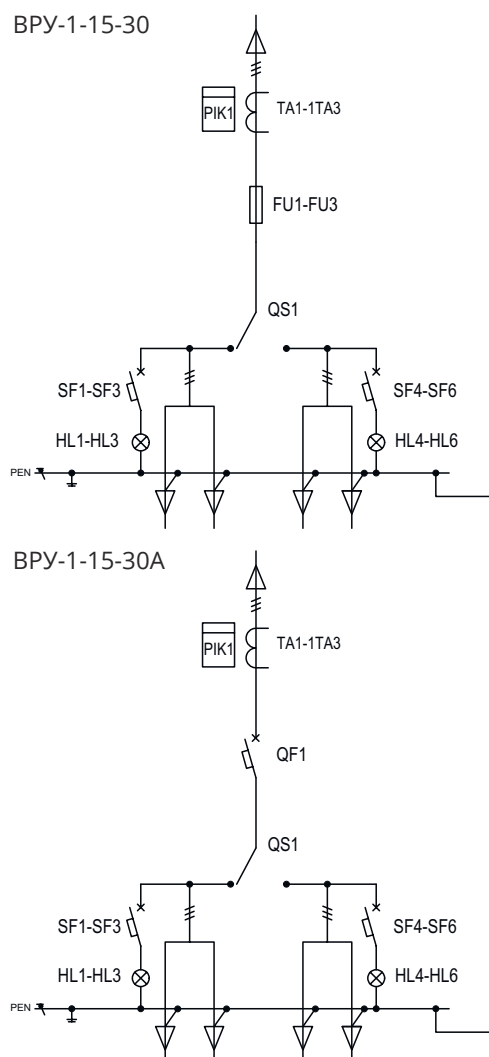 ВРУ-1-15-30
PIK1
TA1-1TA3
FU1-FU3
QS1
SF1-SF3
SF4-SF6
HL1-HL3
HL4-HL6
PEN
ВРУ-1-15-30А
PIK1
TA1-1TA3
QF1
QS1
SF1-SF3
SF4-SF6
HL1-HL3
HL4-HL6
PEN